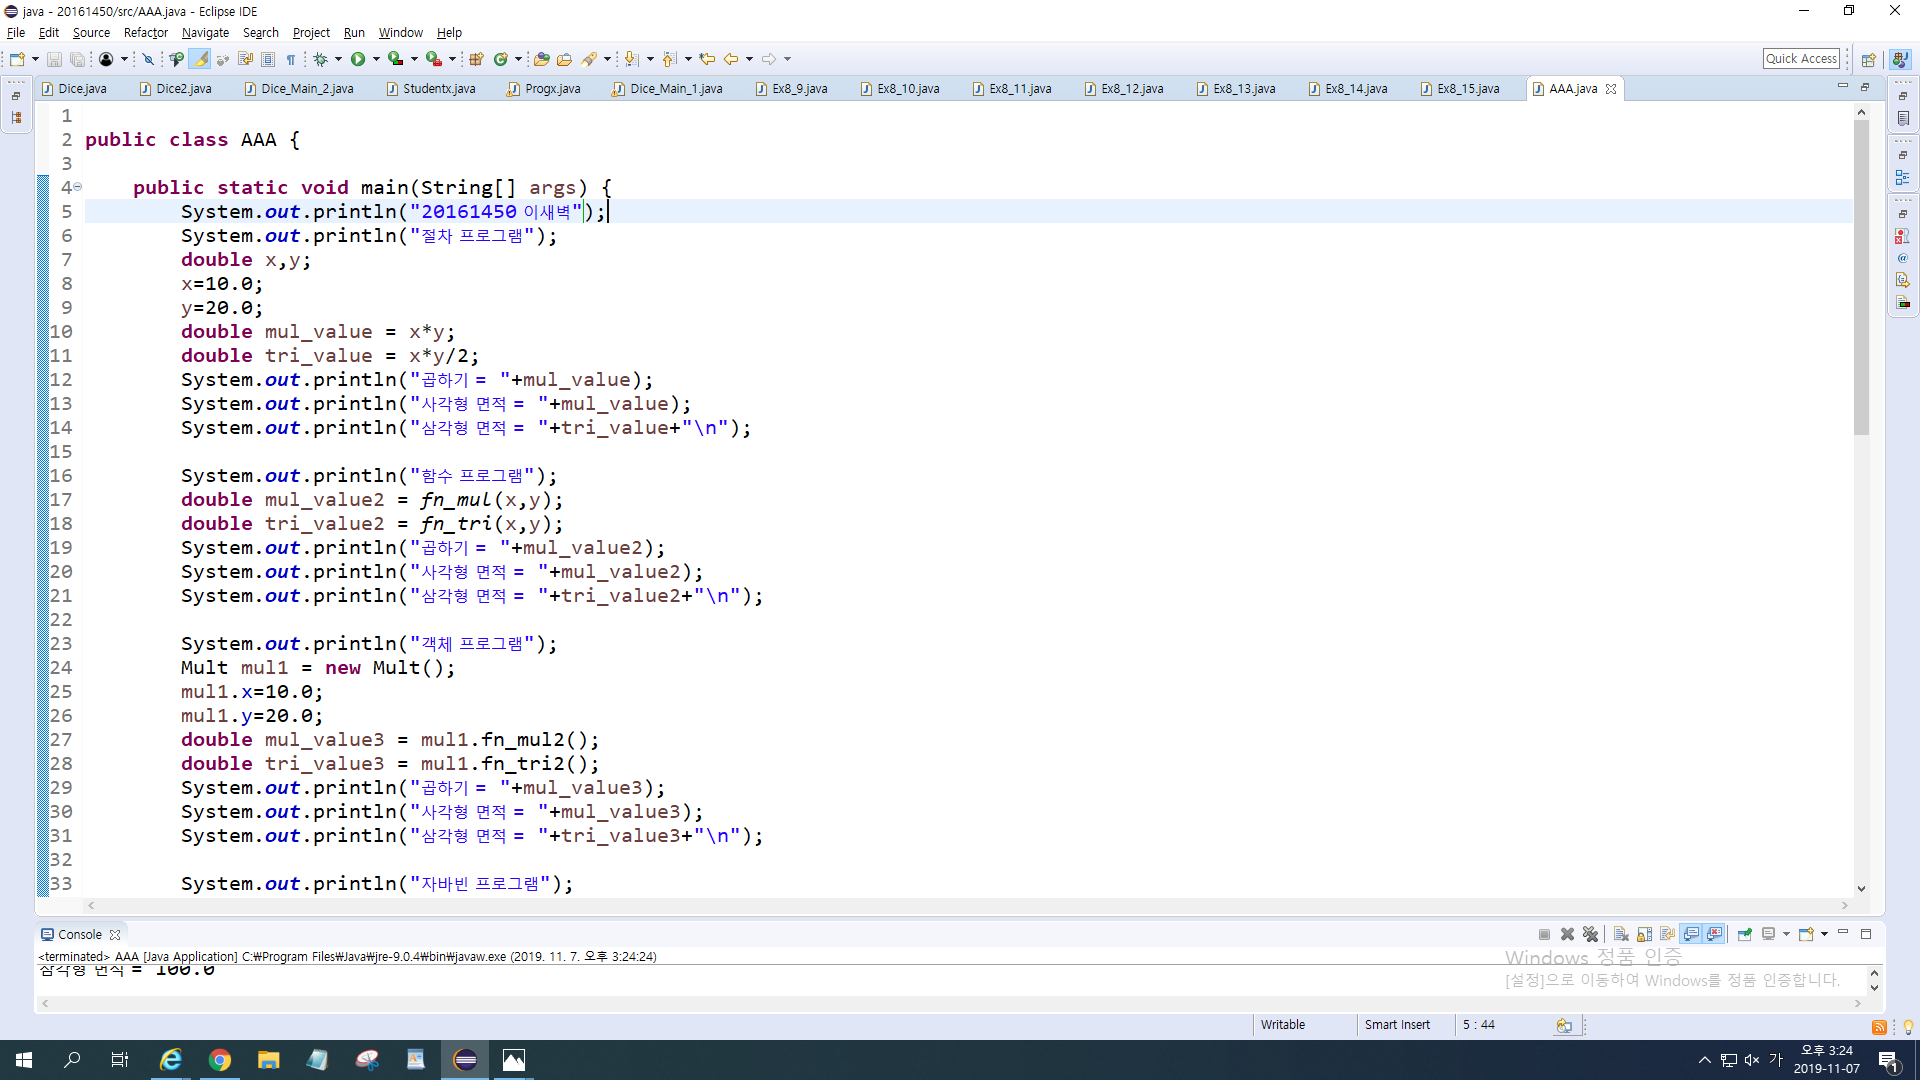 java - 20161450/src/AAA.java - Eclipse IDE
File Edit Source Refactor Navigate Search Project Run Window Help
Quick Access
Dice.java Dice2.java Dice_Main_2.java Studentx.java Progx.java Dice_Main_1.java Ex8_9.java Ex8_10.java Ex8_11.java Ex8_12.java Ex8_13.java Ex8_14.java Ex8_15.java AAA.java
1
2 public class AAA {
3
4 public static void main(String[] args) {
5 System.out.println("20161450 이새벽");
6 System.out.println("절차 프로그램");
7 double x,y;
8 x=10.0;
9 y=20.0;
10 double mul_value = x*y;
11 double tri_value = x*y/2;
12 System.out.println("곱하기 = "+mul_value);
13 System.out.println("사각형 면적 = "+mul_value);
14 System.out.println("삼각형 면적 = "+tri_value+"\n");
15
16 System.out.println("함수 프로그램");
17 double mul_value2 = fn_mul(x,y);
18 double tri_value2 = fn_tri(x,y);
19 System.out.println("곱하기 = "+mul_value2);
20 System.out.println("사각형 면적 = "+mul_value2);
21 System.out.println("삼각형 면적 = "+tri_value2+"\n");
22
23 System.out.println("객체 프로그램");
24 Mult mul1 = new Mult();
25 mul1.x=10.0;
26 mul1.y=20.0;
27 double mul_value3 = mul1.fn_mul2();
28 double tri_value3 = mul1.fn_tri2();
29 System.out.println("곱하기 = "+mul_value3);
30 System.out.println("사각형 면적 = "+mul_value3);
31 System.out.println("삼각형 면적 = "+tri_value3+"\n");
32
33 System.out.println("자바빈 프로그램");
Console
<terminated> AAA [Java Application] C:₩Program Files₩Java₩jre-9.0.4₩bin₩javaw.exe (2019. 11. 7. 오후 3:24:24)
삼각형 면적 = 100.0
Windows 정품 인증
[설정]으로 이동하여 Windows를 정품 인증합니다.
Writable Smart Insert 5 : 44
가 오후 3:24
2019-11-07
1